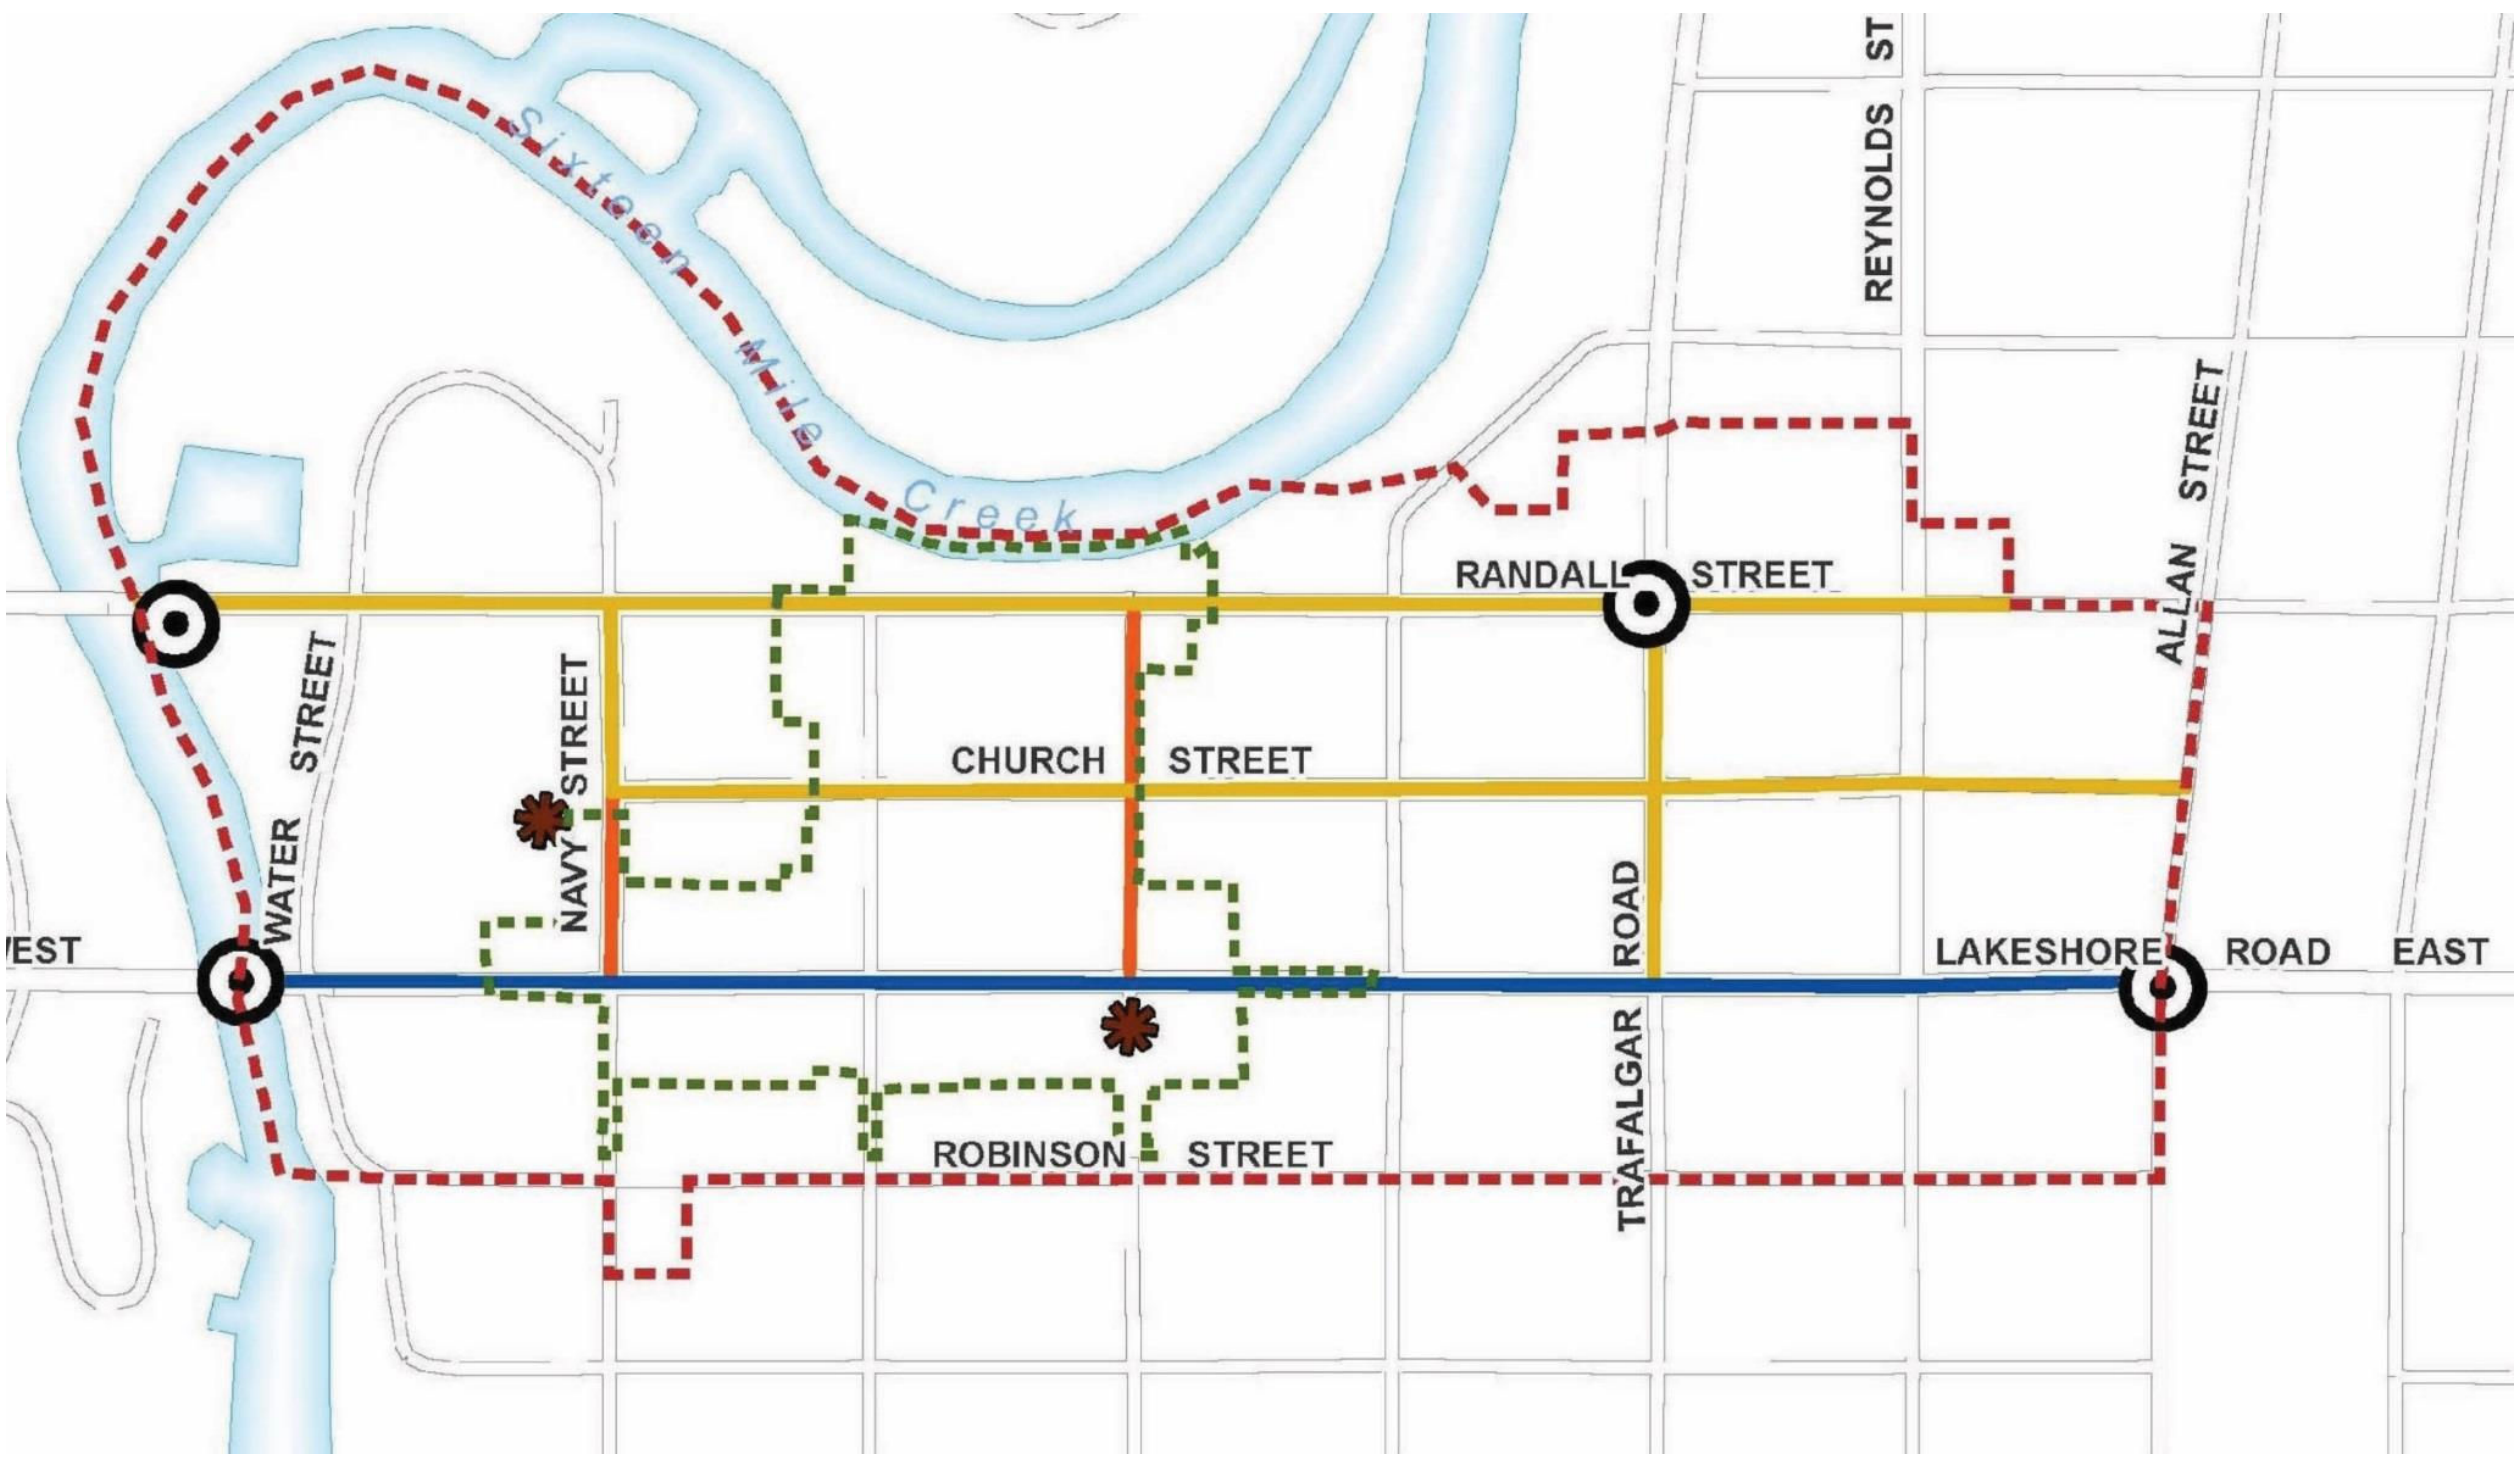 REYNOLDS ST
Sixteen Mile Creek
ALLAN STREET
RANDALL STREET
WATER STREET
NAVY STREET
CHURCH STREET
LAKESHORE ROAD EAST
TRAFALGAR ROAD
ROBINSON STREET